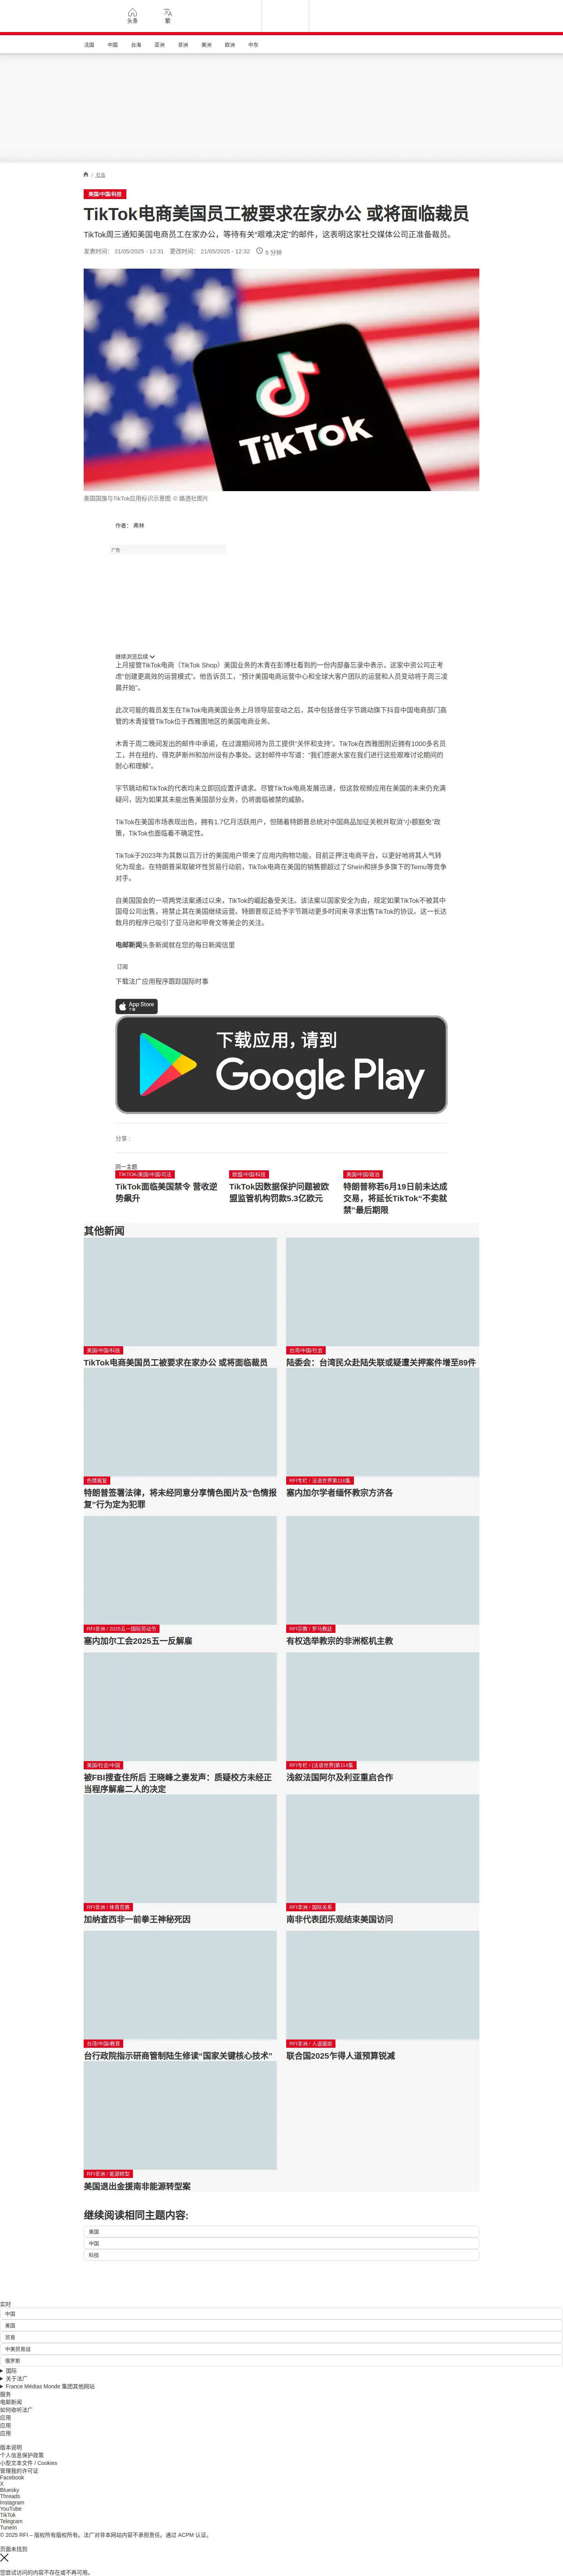 头条
繁
法国
中国
台海
亚洲
非洲
美洲
欧洲
中东
/ 社会
美国/中国/科技
TikTok电商美国员工被要求在家办公 或将面临裁员
TikTok周三通知美国电商员工在家办公，等待有关“艰难决定”的邮件，这表明这家社交媒体公司正准备裁员。
发表时间： 21/05/2025 - 12:31 更改时间： 21/05/2025 - 12:32 5 分钟
TikTok
美国国旗与TikTok应用标识示意图 © 路透社图片
作者： 弗林
广告
继续浏览后续
上月接管TikTok电商（TikTok Shop）美国业务的木青在彭博社看到的一份内部备忘录中表示，这家中资公司正考
虑“创建更高效的运营模式”。他告诉员工，“预计美国电商运营中心和全球大客户团队的运营和人员变动将于周三凌
晨开始”。
此次可能的裁员发生在TikTok电商美国业务上月领导层变动之后，其中包括曾任字节跳动旗下抖音中国电商部门高
管的木青接管TikTok位于西雅图地区的美国电商业务。
木青于周二晚间发出的邮件中承诺，在过渡期间将为员工提供“关怀和支持”。TikTok在西雅图附近拥有1000多名员
工，并在纽约、得克萨斯州和加州设有办事处。这封邮件中写道：“我们感谢大家在我们进行这些艰难讨论期间的
耐心和理解”。
字节跳动和TikTok的代表均未立即回应置评请求。尽管TikTok电商发展迅速，但这款视频应用在美国的未来仍充满
疑问，因为如果其未能出售美国部分业务，仍将面临被禁的威胁。
TikTok在美国市场表现出色，拥有1.7亿月活跃用户，但随着特朗普总统对中国商品加征关税并取消“小额豁免”政
策，TikTok也面临着不确定性。
TikTok于2023年为其数以百万计的美国用户带来了应用内购物功能，目前正押注电商平台，以更好地将其人气转
化为现金。在特朗普采取破坏性贸易行动前，TikTok电商在美国的销售额超过了Shein和拼多多旗下的Temu等竞争
对手。
自美国国会的一项两党法案通过以来，TikTok的崛起备受关注。该法案以国家安全为由，规定如果TikTok不被其中
国母公司出售，将禁止其在美国继续运营。特朗普现正给予字节跳动更多时间来寻求出售TikTok的协议。这一长达
数月的程序已吸引了亚马逊和甲骨文等美企的关注。
电邮新闻头条新闻就在您的每日新闻信里
订阅
下载法广应用程序跟踪国际时事
App Store
下载
下载应用，请到
Google Play
分享 :
同一主题
TIKTOK/美国/中国/司法
TikTok面临美国禁令 营收逆
势飙升
欧盟/中国/科技
TikTok因数据保护问题被欧
盟监管机构罚款5.3亿欧元
美国/中国/政治
特朗普称若6月19日前未达成
交易，将延长TikTok“不卖就
禁”最后期限
其他新闻
美国/中国/科技
TikTok电商美国员工被要求在家办公 或将面临裁员
台湾/中国/社会
陆委会：台湾民众赴陆失联或疑遭关押案件增至89件
色情报复
特朗普签署法律，将未经同意分享情色图片及“色情报
复”行为定为犯罪
RFI专栏 / 法语世界第116集
塞内加尔学者缅怀教宗方济各
RFI非洲 / 2025五一国际劳动节
塞内加尔工会2025五一反解雇
RFI宗教 / 罗马教廷
有权选举教宗的非洲枢机主教
美国/社会/中国
被FBI搜查住所后 王晓峰之妻发声：质疑校方未经正
当程序解雇二人的决定
RFI专栏 / [法语世界]第114集
浅叙法国阿尔及利亚重启合作
RFI非洲 / 体育竞赛
加纳查西非一前拳王神秘死因
RFI非洲 / 国际关系
南非代表团乐观结束美国访问
台湾/中国/教育
台行政院指示研商管制陆生修读“国家关键核心技术”
RFI非洲 / 人道援助
联合国2025乍得人道预算锐减
RFI非洲 / 能源转型
美国退出金援南非能源转型案
继续阅读相同主题内容:
美国
中国
科技
实时
中国
美国
贸易
中美贸易战
俄罗斯
国际
关于法广
France Médias Monde 集团其他网站
服务
电邮新闻
如何收听法广
应用
应用
应用
版本说明
个人信息保护政策
小型文本文件 / Cookies
管理我的许可证
Facebook
X
Bluesky
Threads
Instagram
YouTube
TikTok
Telegram
TuneIn
© 2025 RFI – 版权所有版权所有。法广对非本网站内容不承担责任。通过 ACPM 认证。
页面未找到
您尝试访问的内容不存在或不再可用。